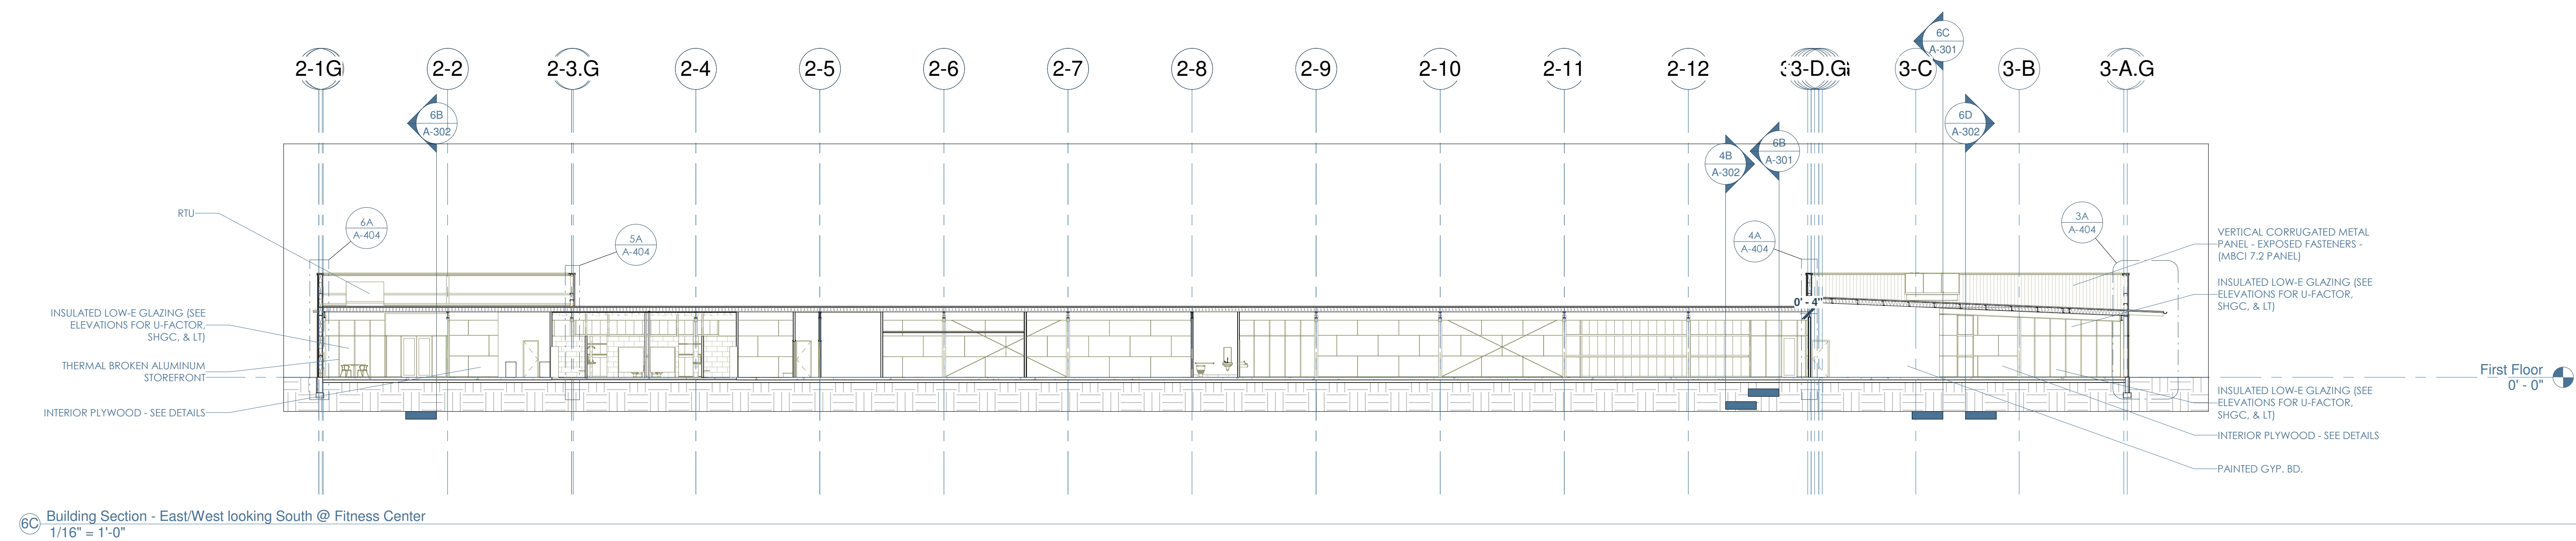 2-1G
2-2
2-3.G
2-4
2-5
2-6
2-7
2-8
2-9
2-10
2-11
2-12
3-D.G
3-C
3-B
3-A.G
6C
A-301
6B
A-302
6D
A-302
4B
A-302
6B
A-301
RTU
6A
A-404
5A
A-404
4A
A-404
3A
A-404
VERTICAL CORRUGATED METAL
PANEL - EXPOSED FASTENERS -
(MBCI 7.2 PANEL)
INSULATED LOW-E GLAZING (SEE
ELEVATIONS FOR U-FACTOR,
SHGC, & LT)
0' - 4"
INSULATED LOW-E GLAZING (SEE
ELEVATIONS FOR U-FACTOR,
SHGC, & LT)
THERMAL BROKEN ALUMINUM
STOREFRONT
INTERIOR PLYWOOD - SEE DETAILS
First Floor
0' - 0"
INSULATED LOW-E GLAZING (SEE
ELEVATIONS FOR U-FACTOR,
SHGC, & LT)
INTERIOR PLYWOOD - SEE DETAILS
PAINTED GYP. BD.
6C
Building Section - East/West looking South @ Fitness Center
1/16" = 1'-0"